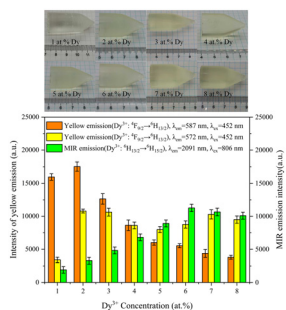 1 at % Dy
2 at % Dy
3 at % Dy
4 at % Dy
5 at % Dy
6 at % Dy
7 at % Dy
8 at % Dy
Yellow emission(Dy³⁺: ⁴F₉/₂→⁶H₁₃/₂), λem=587 nm, λex=452 nm
Yellow emission(Dy³⁺: ⁴F₉/₂→⁶H₁₃/₂), λem=572 nm, λex=452 nm
MIR emission(Dy³⁺: ⁶H₁₃/₂→⁶H₁₅/₂), λem=2091 nm, λex=806 nm
Intensity of yellow emission (a.u.)
25000
20000
15000
10000
5000
0
25000
20000
15000
10000
5000
0
MIR emission intensity(a.u.)
1 2 3 4 5 6 7 8
Dy³⁺ Concentration (at.%)